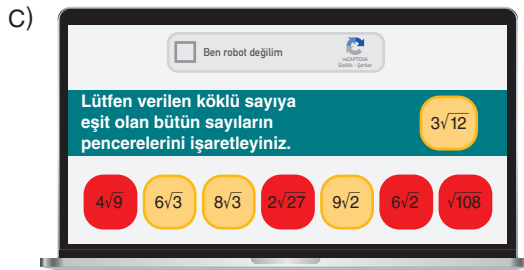 C)
Ben robot değilim
reCAPTCHA
Gizlilik - Şartlar
Lütfen verilen köklü sayıya
eşit olan bütün sayıların
pencerelerini işaretleyiniz.
3√12
4√9 6√3 8√3 2√27 9√2 6√2 √108